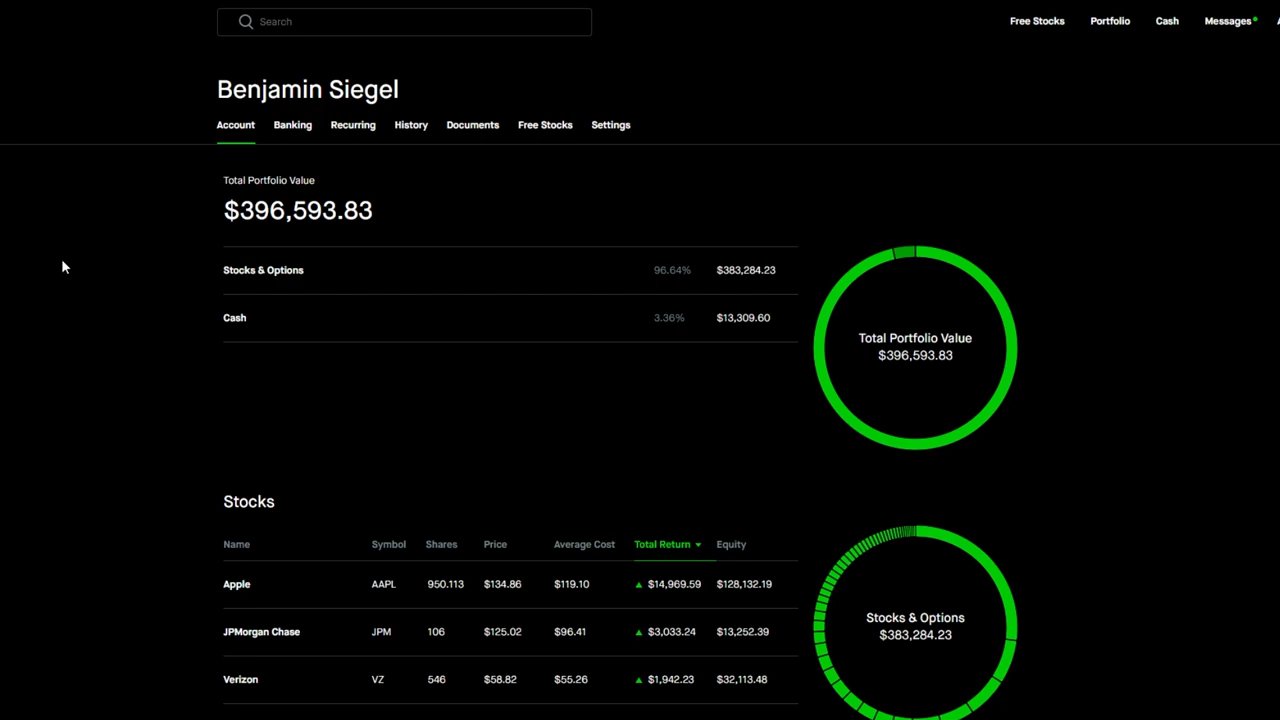 Search Free Stocks Portfolio Cash Messages
Benjamin Siegel
Account Banking Recurring History Documents Free Stocks Settings
Total Portfolio Value
$396,593.83
Stocks & Options 96.64% $383,284.23
Cash 3.36% $13,309.60
Total Portfolio Value
$396,593.83
Stocks
Name Symbol Shares Price Average Cost Total Return Equity
Apple AAPL 950.113 $134.86 $119.10 $14,969.59 $128,132.19
JPMorgan Chase JPM 106 $125.02 $96.41 $3,033.24 $13,252.39
Verizon VZ 546 $58.82 $55.26 $1,942.23 $32,113.48
Stocks & Options
$383,284.23